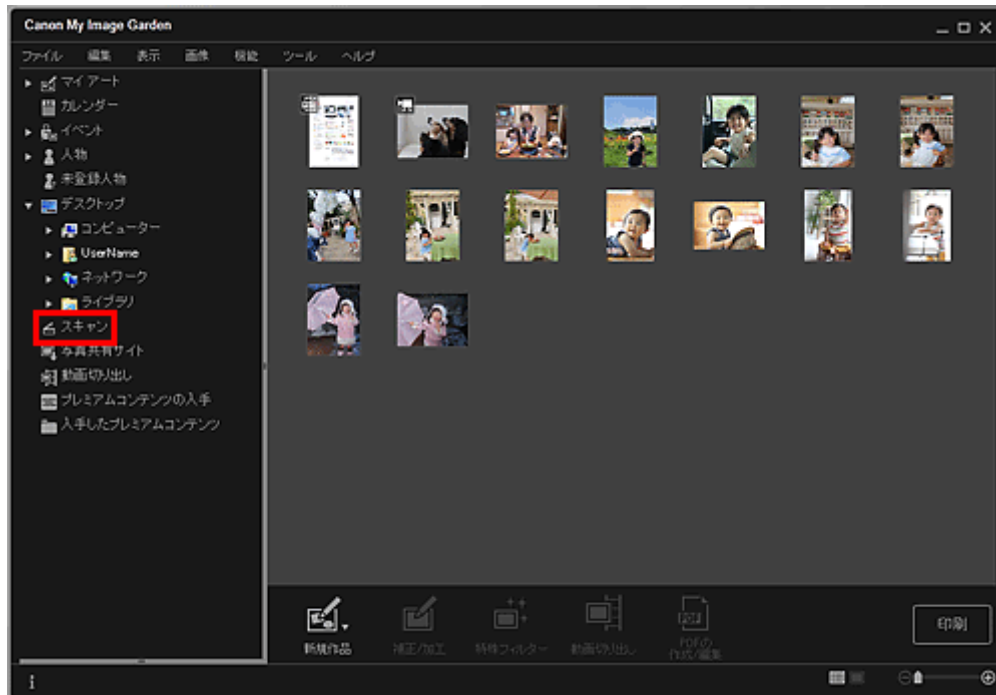 Canon My Image Garden
ファイル 編集 表示 画像 機能 ツール ヘルプ
マイ アート
カレンダー
イベント
人物
未登録人物
デスクトップ
コンピューター
UserName
ネットワーク
ライブラリ
スキャン
写真共有サイト
動画切り出し
プレミアムコンテンツの入手
入手したプレミアムコンテンツ
新規作品 補正/加工 特殊フィルター 動画切り出し PDFの
作成/編集
PDF
印刷